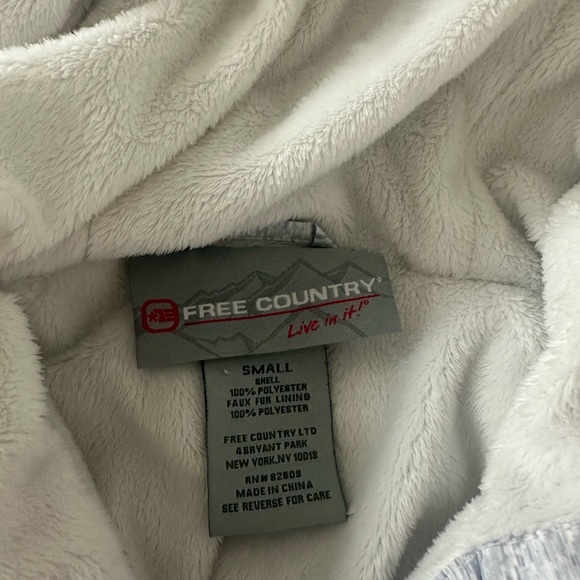 FREE COUNTRY®
Live in it!®
SMALL
SHELL
100% POLYESTER
FAUX FUR LINING
100% POLYESTER
FREE COUNTRY LTD
4 BRYANT PARK
NEW YORK, NY 10018
RN# 82608
MADE IN CHINA
SEE REVERSE FOR CARE